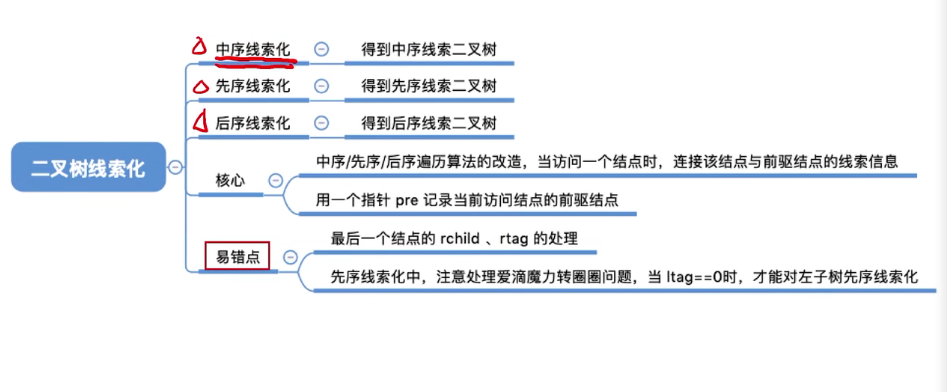 中序线索化 得到中序线索二叉树
先序线索化 得到先序线索二叉树
后序线索化 得到后序线索二叉树
二叉树线索化
中序/先序/后序遍历算法的改造，当访问一个结点时，连接该结点与前驱结点的线索信息
核心
用一个指针 pre 记录当前访问结点的前驱结点
最后一个结点的 rchild 、rtag 的处理
易错点
先序线索化中，注意处理爱滴魔力转圈圈问题，当 ltag==0时，才能对左子树先序线索化